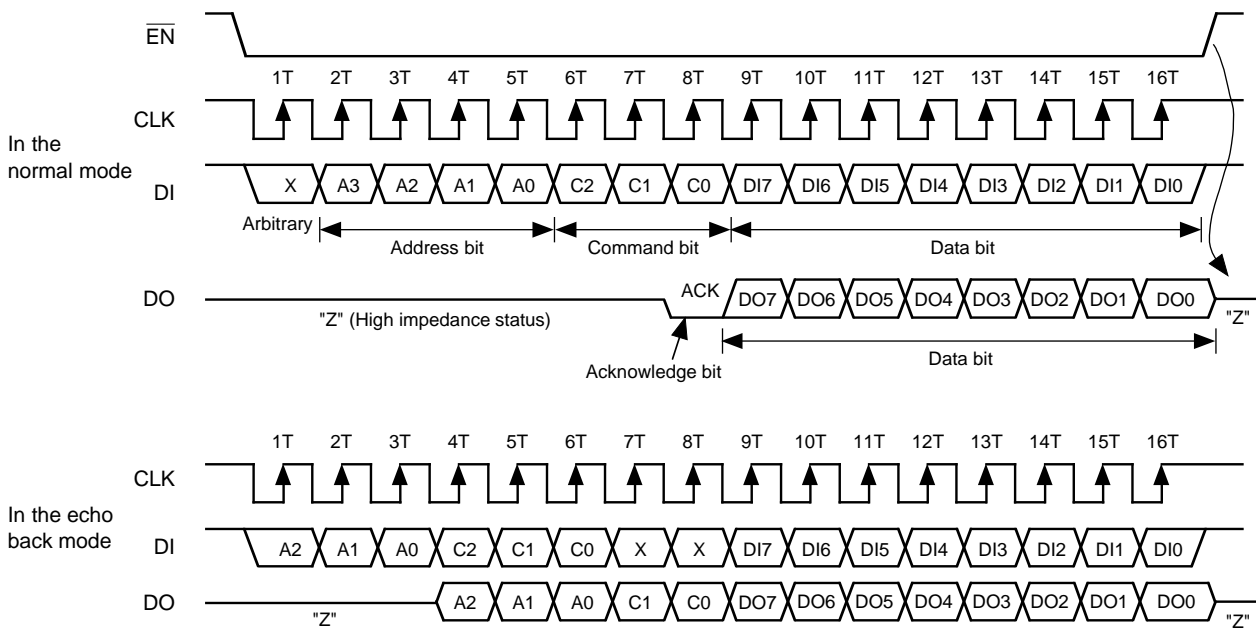 EN
1T 2T 3T 4T 5T 6T 7T 8T 9T 10T 11T 12T 13T 14T 15T 16T
CLK
In the
normal mode
DI
X A3 A2 A1 A0 C2 C1 C0 DI7 DI6 DI5 DI4 DI3 DI2 DI1 DI0
Arbitrary
Address bit Command bit Data bit
DO
ACK DO7 DO6 DO5 DO4 DO3 DO2 DO1 DO0
"Z" (High impedance status) "Z"
Data bit
Acknowledge bit
1T 2T 3T 4T 5T 6T 7T 8T 9T 10T 11T 12T 13T 14T 15T 16T
CLK
In the echo
back mode
DI
A2 A1 A0 C2 C1 C0 X X DI7 DI6 DI5 DI4 DI3 DI2 DI1 DI0
DO
A2 A1 A0 C1 C0 DO7 DO6 DO5 DO4 DO3 DO2 DO1 DO0
"Z" "Z"